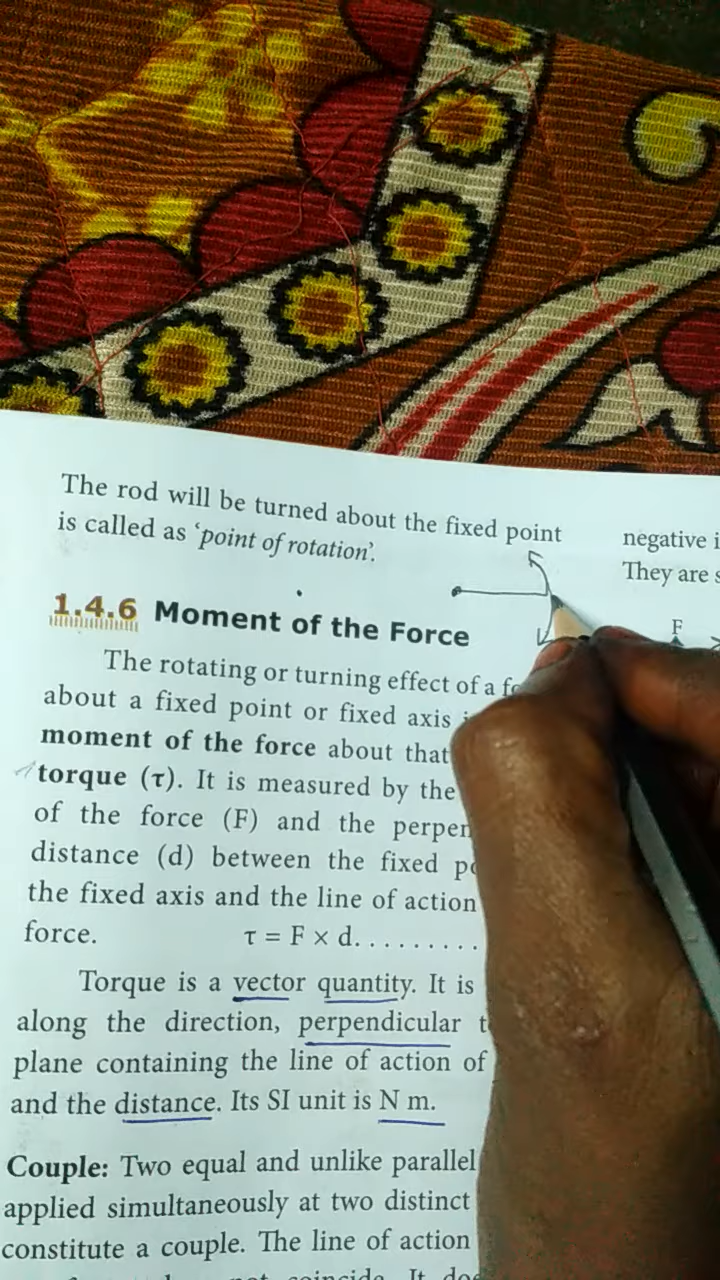 The rod will be turned about the fixed point
is called as 'point of rotation'.
1.4.6 Moment of the Force
The rotating or turning effect of a
about a fixed point or fixed axis
moment of the force about that
torque (τ). It is measured by the
of the force (F) and the
distance (d) between the fixed
the fixed axis and the line of action
force.
τ = F × d. . . . . . . . .
Torque is a vector quantity. It is
along the direction, perpendicular
plane containing the line of action of
and the distance. Its SI unit is N m.
Couple: Two equal and unlike parallel
applied simultaneously at two distinct
constitute a couple. The line of action
not coincide. It
negative
They are
F